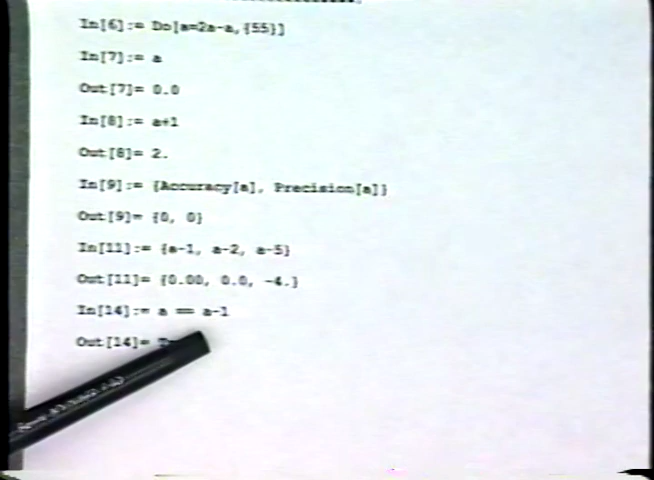 In[6]:= Do[a=2a-a,{55}]
In[7]:= a
Out[7]= 0.0
In[8]:= a+1
Out[8]= 2.
In[9]:= {Accuracy[a], Precision[a]}
Out[9]= {0, 0}
In[11]:= {a-1, a-2, a-5}
Out[11]= {0.00, 0.0, -4.}
In[14]:= a == a-1
Out[14]=